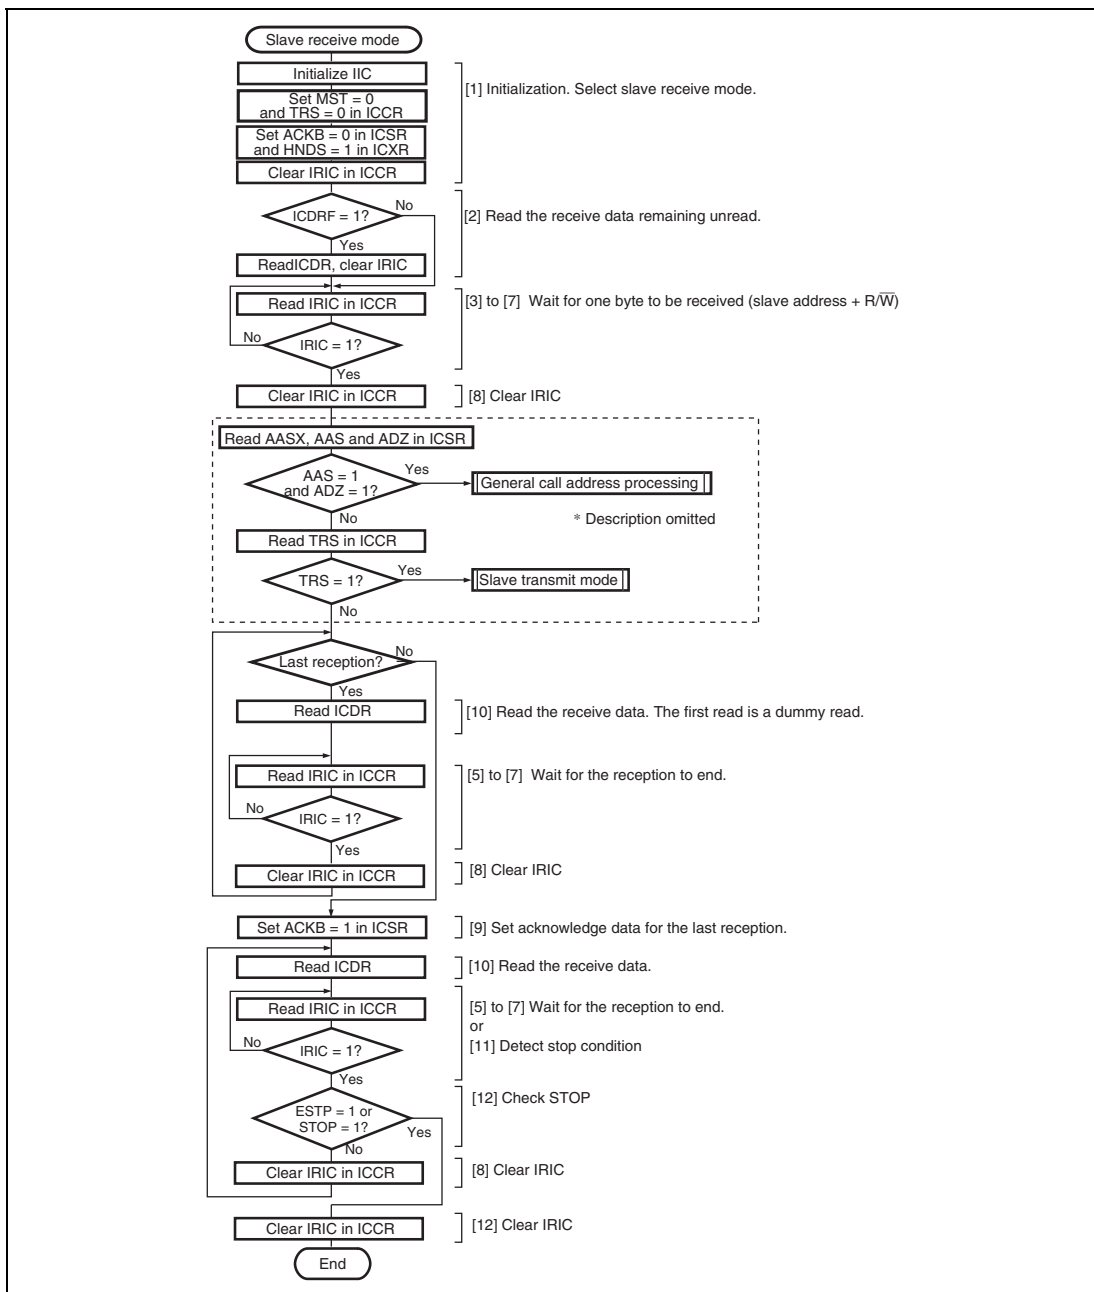 Slave receive mode
Initialize IIC
[1] Initialization. Select slave receive mode.
Set MST = 0
and TRS = 0 in ICCR
Set ACKB = 0 in ICSR
and HNDS = 1 in ICXR
Clear IRIC in ICCR
ICDRF = 1?
No
[2] Read the receive data remaining unread.
Yes
ReadICDR, clear IRIC
Read IRIC in ICCR
[3] to [7] Wait for one byte to be received (slave address + R/W̅)
No
IRIC = 1?
Yes
Clear IRIC in ICCR
[8] Clear IRIC
Read AASX, AAS and ADZ in ICSR
AAS = 1
and ADZ = 1?
Yes
General call address processing
No
* Description omitted
Read TRS in ICCR
TRS = 1?
Yes
Slave transmit mode
No
Last reception?
No
Yes
Read ICDR
[10] Read the receive data. The first read is a dummy read.
Read IRIC in ICCR
[5] to [7] Wait for the reception to end.
No
IRIC = 1?
Yes
Clear IRIC in ICCR
[8] Clear IRIC
Set ACKB = 1 in ICSR
[9] Set acknowledge data for the last reception.
Read ICDR
[10] Read the receive data.
Read IRIC in ICCR
[5] to [7] Wait for the reception to end.
or
[11] Detect stop condition
No
IRIC = 1?
Yes
ESTP = 1 or
STOP = 1?
[12] Check STOP
Yes
No
Clear IRIC in ICCR
[8] Clear IRIC
Clear IRIC in ICCR
[12] Clear IRIC
End